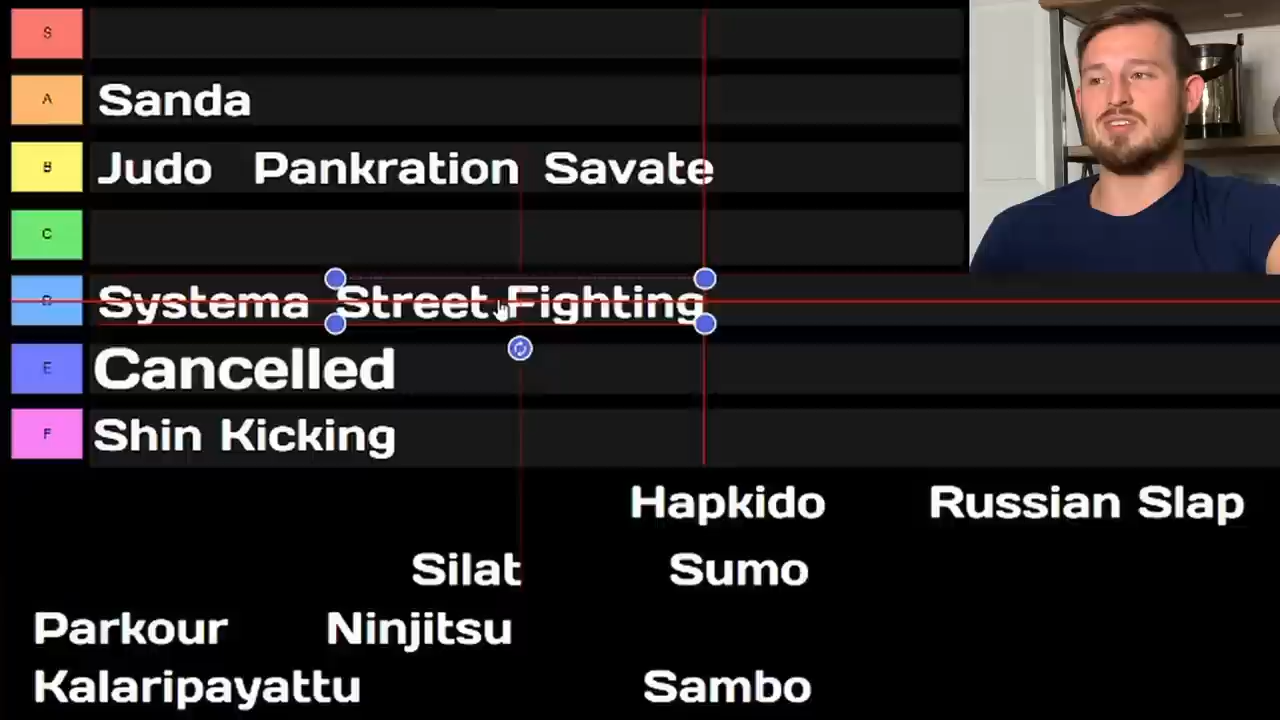 S
A Sanda
B Judo Pankration Savate
C
D Systema Street Fighting
E Cancelled
F Shin Kicking
Hapkido Russian Slap
Silat Sumo
Parkour Ninjitsu
Kalaripayattu Sambo